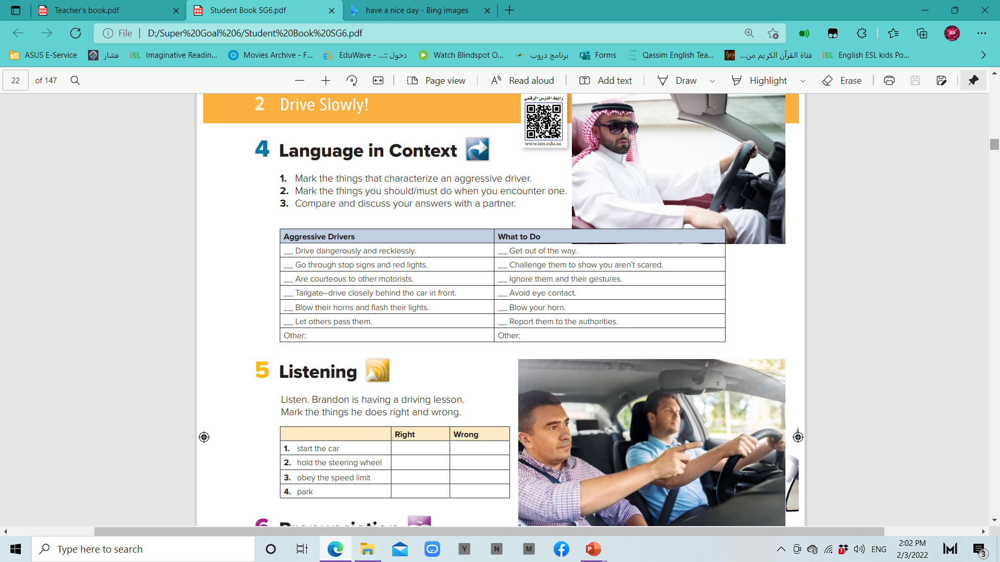 Teacher's book.pdf
Student Book SG6.pdf
have a nice day - Bing images
File
D:/Super%20Goal%206/Student%20Book%20SG6.pdf
ASUS E-Service
فشار
iSL
Imaginative Readin...
Movies Archive - F...
EduWave - ...:: دخول
Watch Blindspot O...
برنامج دروب
Forms
Qassim English Tea...
قناة القرآن الكريم من...
iSL
English ESL kids Po...
22
of 147
Page view
Read aloud
Add text
Draw
Highlight
Erase
2 Drive Slowly!
رابط الدرس الرقمي
www.ien.edu.sa
4 Language in Context
1. Mark the things that characterize an aggressive driver.
2. Mark the things you should/must do when you encounter one.
3. Compare and discuss your answers with a partner.
Aggressive Drivers
What to Do
__ Drive dangerously and recklessly.
__ Get out of the way.
__ Go through stop signs and red lights.
__ Challenge them to show you aren't scared.
__ Are courteous to other motorists.
__ Ignore them and their gestures.
__ Tailgate–drive closely behind the car in front.
__ Avoid eye contact.
__ Blow their horns and flash their lights.
__ Blow your horn.
__ Let others pass them.
__ Report them to the authorities.
Other:
Other:
5 Listening
Listen. Brandon is having a driving lesson.
Mark the things he does right and wrong.
Right
Wrong
1. start the car
2. hold the steering wheel
3. obey the speed limit
4. park
Type here to search
Y
N
M
P
1
ENG
2:02 PM
2/3/2022
3